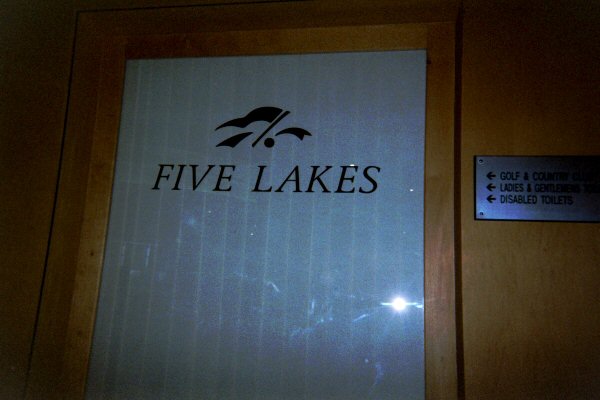 FIVE LAKES
← GOLF & COUNTRY
← LADIES & GENTLEMENS
← DISABLED TOILETS